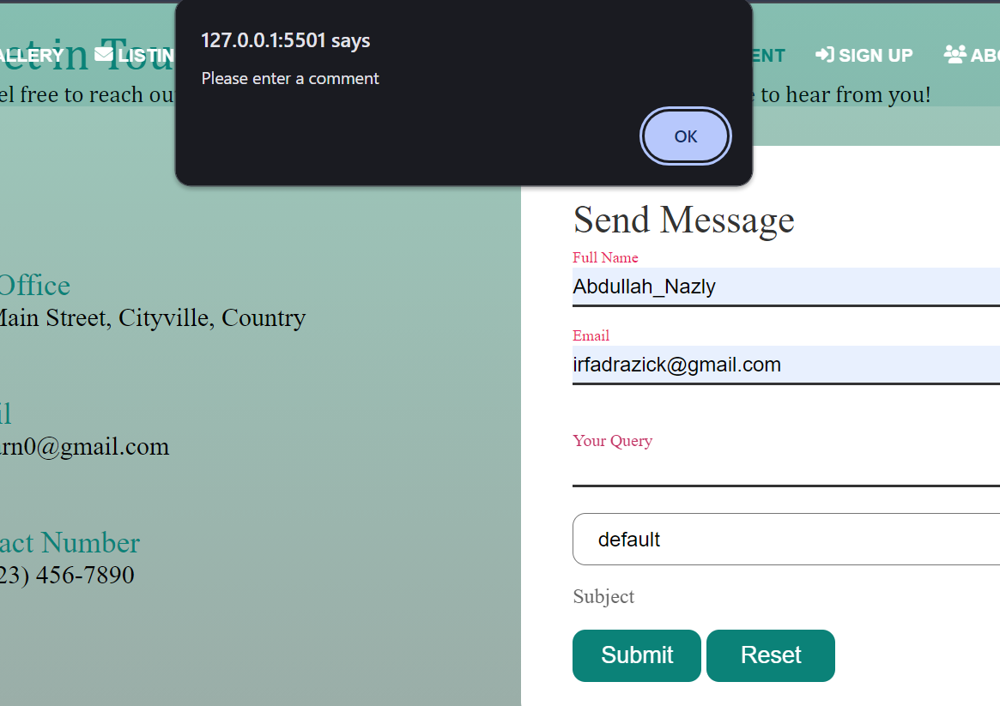 127.0.0.1:5501 says
Please enter a comment
OK
et in Tou
ALLERY LISTIN ENT SIGN UP ABO
el free to reach ou to hear from you!
Send Message
Full Name
Abdullah_Nazly
Email
irfadrazick@gmail.com
Your Query
default
Subject
Submit Reset
Office
Main Street, Cityville, Country
il
rn0@gmail.com
act Number
23) 456-7890